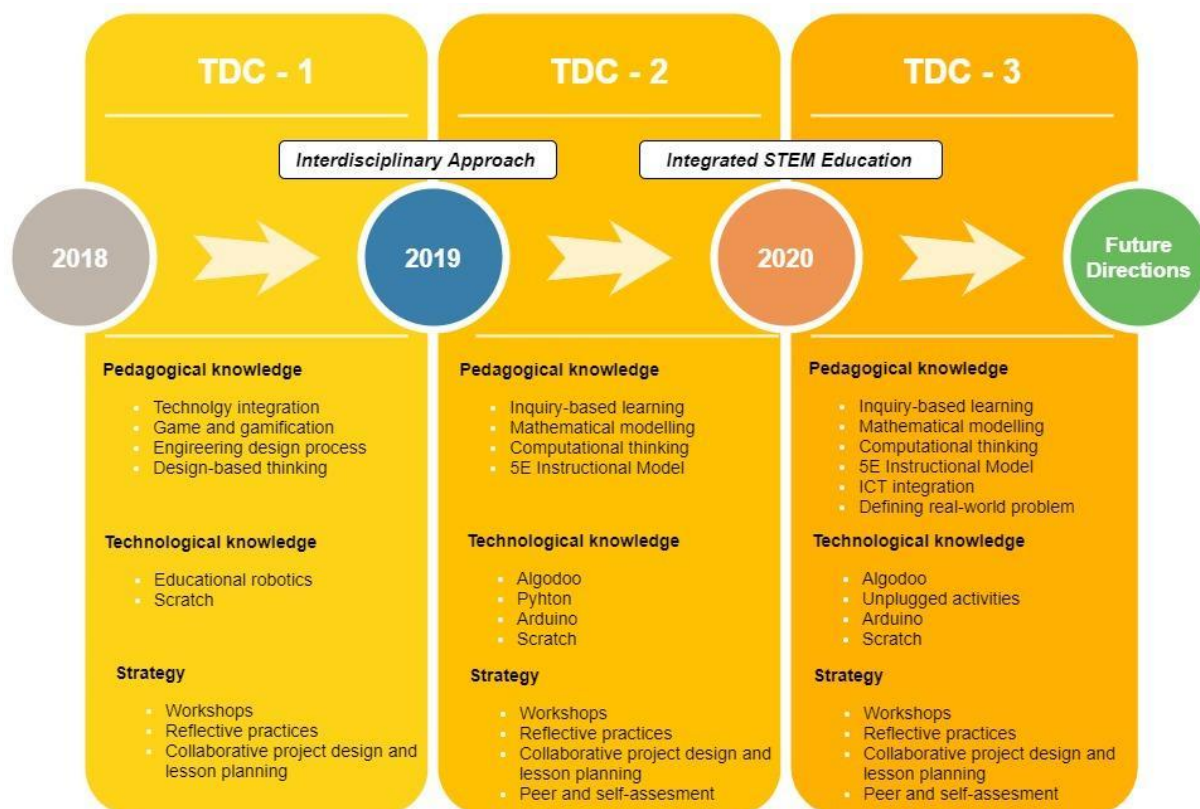 TDC - 1
TDC - 2
TDC - 3
Interdisciplinary Approach
Integrated STEM Education
2018
2019
2020
Future
Directions
Pedagogical knowledge
Technolgy integration
Game and gamification
Engineering design process
Design-based thinking
Technological knowledge
Educational robotics
Scratch
Strategy
Workshops
Reflective practices
Collaborative project design and
lesson planning
Pedagogical knowledge
Inquiry-based learning
Mathematical modelling
Computational thinking
5E Instructional Model
Technological knowledge
Algodoo
Pyhton
Arduino
Scratch
Strategy
Workshops
Reflective practices
Collaborative project design and
lesson planning
Peer and self-assesment
Pedagogical knowledge
Inquiry-based learning
Mathematical modelling
Computational thinking
5E Instructional Model
ICT integration
Defining real-world problem
Technological knowledge
Algodoo
Unplugged activities
Arduino
Scratch
Strategy
Workshops
Reflective practices
Collaborative project design and
lesson planning
Peer and self-assesment